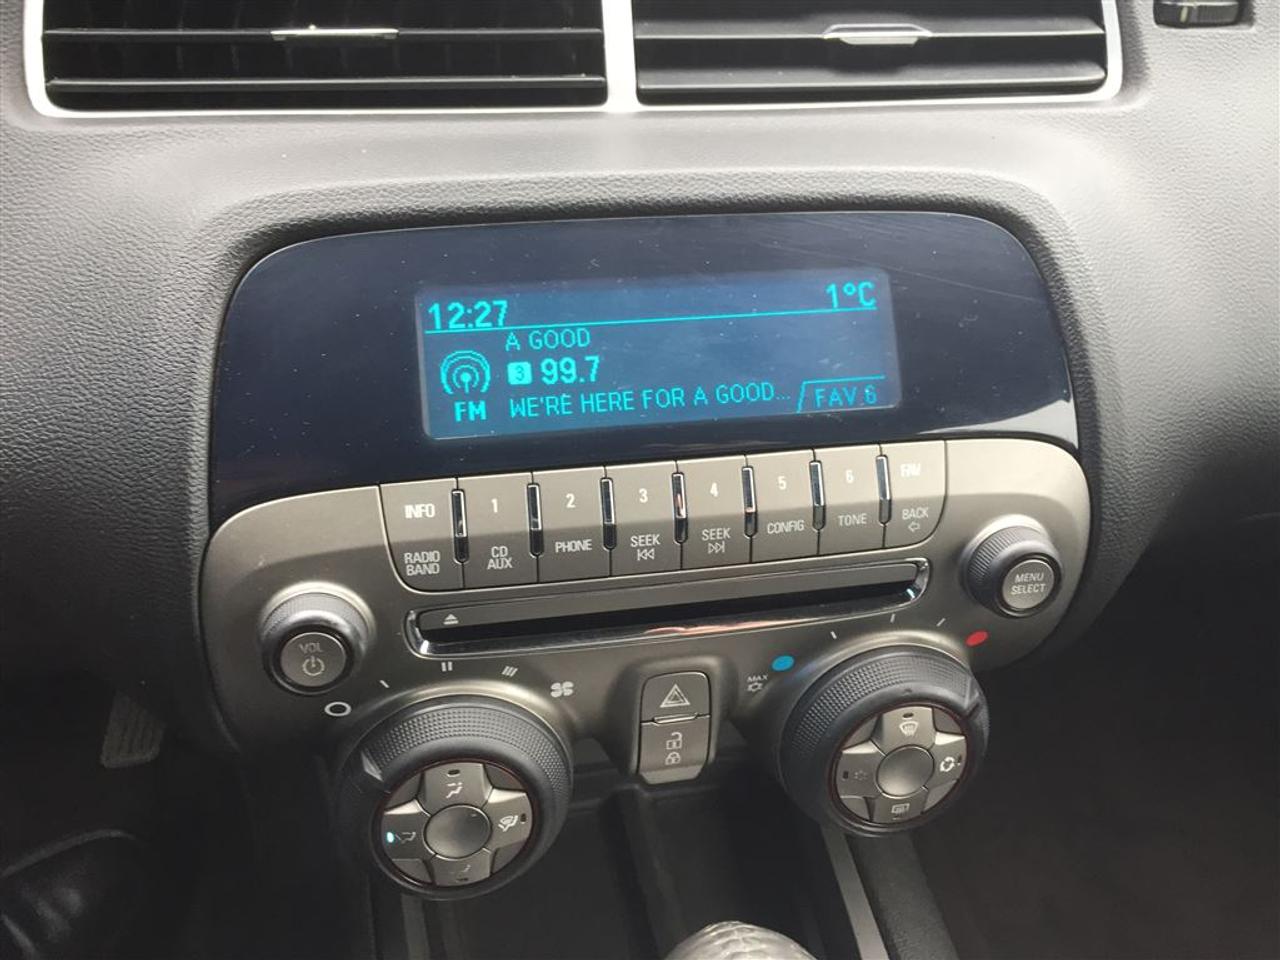 12:27 1°C
A GOOD
3 99.7
FM WE'RE HERE FOR A GOOD... FAV 6
INFO 1 2 3 4 5 6 FAV
RADIO BAND CD AUX PHONE SEEK SEEK CONFIG TONE BACK
VOL
MENU SELECT
MAX